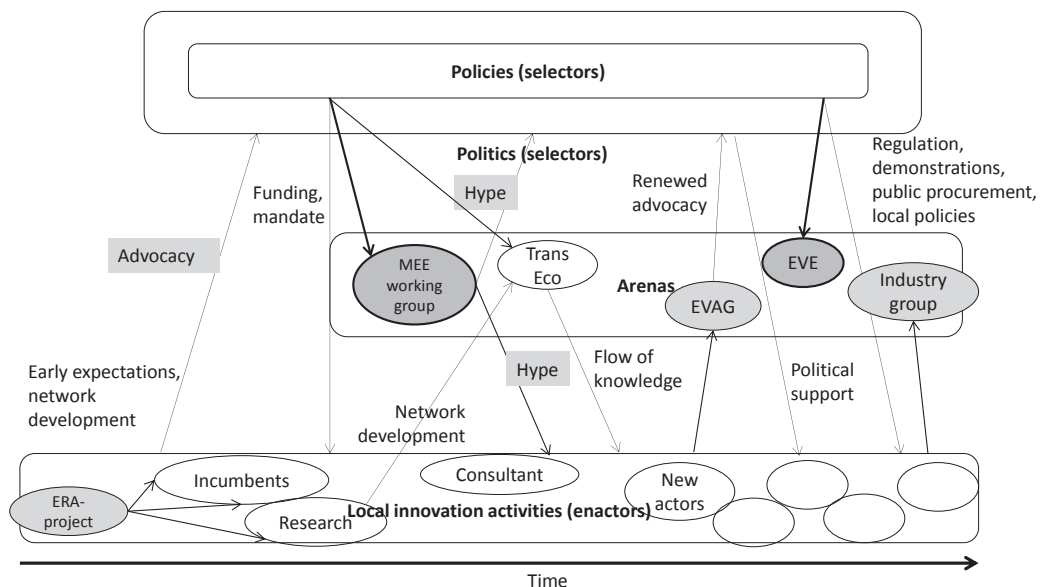 Policies (selectors)
Politics (selectors)
Regulation,
demonstrations,
public procurement,
local policies
Funding,
mandate
Hype
Renewed
advocacy
Advocacy
MEE
working
group
Trans
Eco
Arenas
EVE
EVAG
Industry
group
Early expectations,
network
development
Hype
Flow of
knowledge
Political
support
Network
development
Incumbents
Consultant
New
actors
ERA-
project
Research
Local innovation activities (enactors)
Time